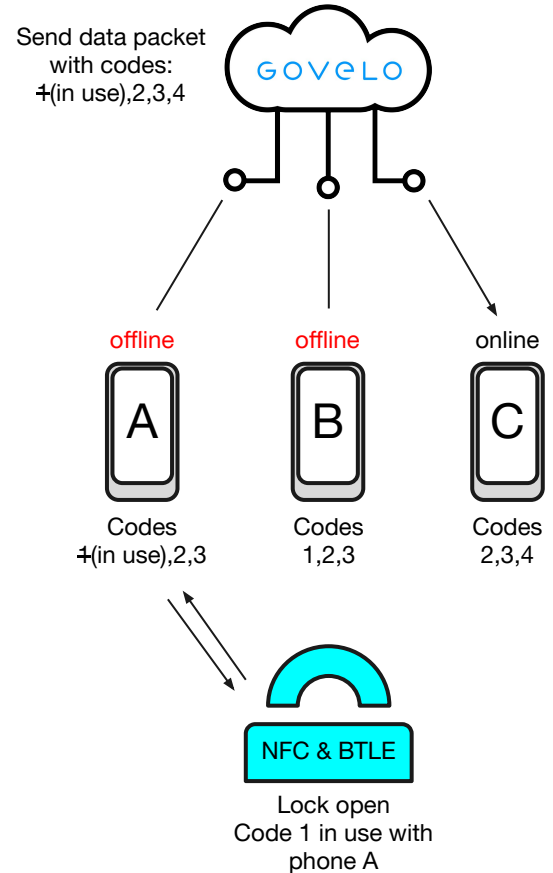 Send data packet
with codes:
1(in use),2,3,4
GOVeLO
offline
offline
online
A
B
C
Codes
1(in use),2,3
Codes
1,2,3
Codes
2,3,4
NFC & BTLE
Lock open
Code 1 in use with
phone A